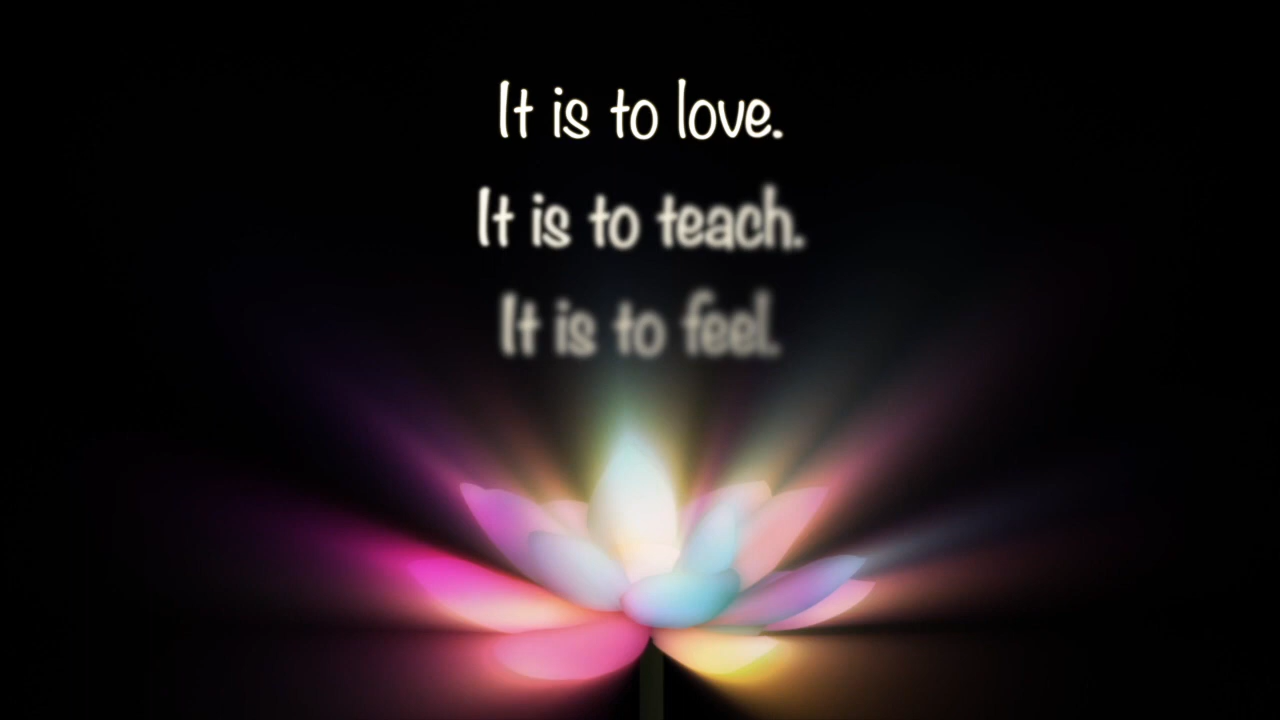 It is to love.
It is to teach.
It is to feel.